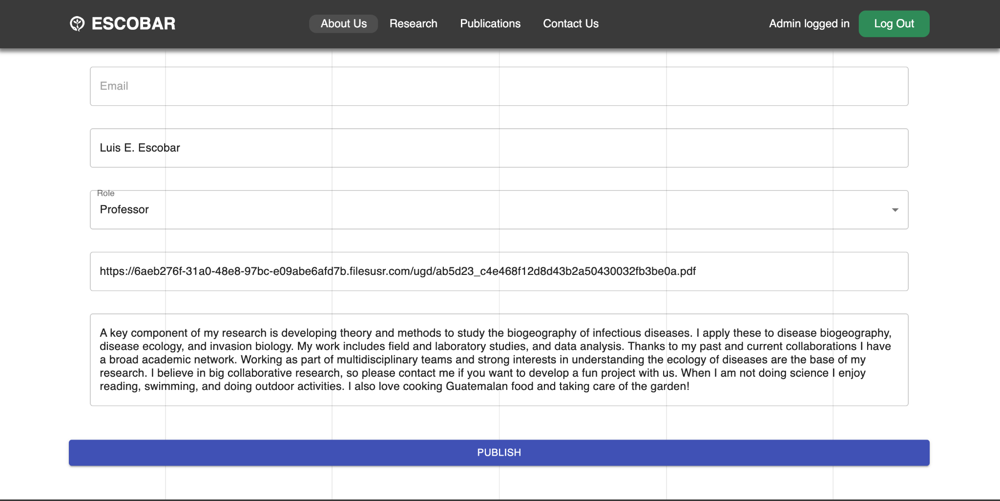 ESCOBAR
About Us
Research
Publications
Contact Us
Admin logged in
Log Out
Email
Luis E. Escobar
Role
Professor
https://6aeb276f-31a0-48e8-97bc-e09abe6afd7b.filesusr.com/ugd/ab5d23_c4e468f12d8d43b2a50430032fb3be0a.pdf
A key component of my research is developing theory and methods to study the biogeography of infectious diseases. I apply these to disease biogeography,
disease ecology, and invasion biology. My work includes field and laboratory studies, and data analysis. Thanks to my past and current collaborations I have
a broad academic network. Working as part of multidisciplinary teams and strong interests in understanding the ecology of diseases are the base of my
research. I believe in big collaborative research, so please contact me if you want to develop a fun project with us. When I am not doing science I enjoy
reading, swimming, and doing outdoor activities. I also love cooking Guatemalan food and taking care of the garden!
PUBLISH